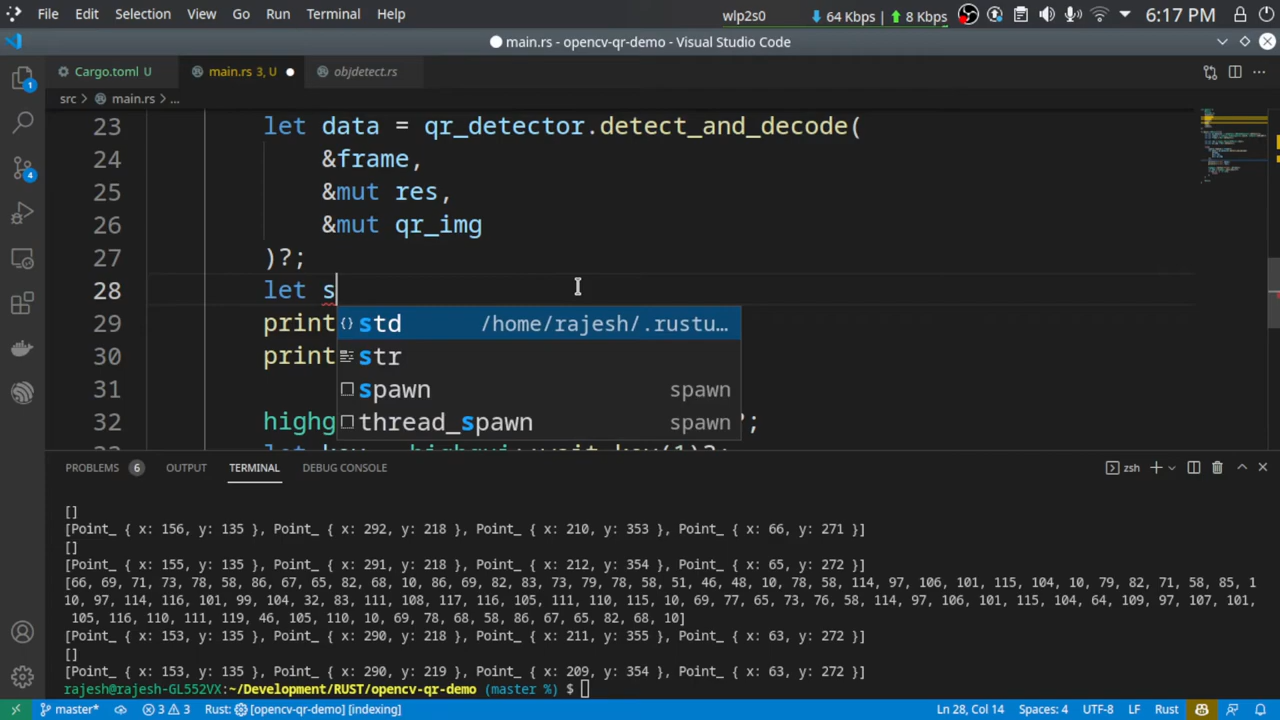 File Edit Selection View Go Run Terminal Help wlp2s0 64 Kbps 8 Kbps 6:17 PM
main.rs - opencv-qr-demo - Visual Studio Code
Cargo.toml U main.rs 3, U objdetect.rs
src > main.rs > ...
23 let data = qr_detector.detect_and_decode(
24 &frame,
25 &mut res,
26 &mut qr_img
27 )?;
28 let s
29 print std /home/rajesh/.rustu…
30 print str
31 spawn spawn
32 highg thread_spawn spawn ?;
PROBLEMS 6 OUTPUT TERMINAL DEBUG CONSOLE zsh
[]
[Point_ { x: 156, y: 135 }, Point_ { x: 292, y: 218 }, Point_ { x: 210, y: 353 }, Point_ { x: 66, y: 271 }]
[]
[Point_ { x: 155, y: 135 }, Point_ { x: 291, y: 218 }, Point_ { x: 212, y: 354 }, Point_ { x: 65, y: 272 }]
[66, 69, 71, 73, 78, 58, 86, 67, 65, 82, 68, 10, 86, 69, 82, 83, 73, 79, 78, 58, 51, 46, 48, 10, 78, 58, 114, 97, 106, 101, 115, 104, 10, 79, 82, 71, 58, 85, 1
10, 97, 114, 116, 101, 99, 104, 32, 83, 111, 108, 117, 116, 105, 111, 110, 115, 10, 69, 77, 65, 73, 76, 58, 114, 97, 106, 101, 115, 104, 64, 109, 97, 107, 101,
105, 116, 110, 111, 119, 46, 105, 110, 10, 69, 78, 68, 58, 86, 67, 65, 82, 68, 10]
[Point_ { x: 153, y: 135 }, Point_ { x: 290, y: 218 }, Point_ { x: 211, y: 355 }, Point_ { x: 63, y: 272 }]
[]
[Point_ { x: 153, y: 135 }, Point_ { x: 290, y: 219 }, Point_ { x: 209, y: 354 }, Point_ { x: 63, y: 272 }]
rajesh@rajesh-GL552VX:~/Development/RUST/opencv-qr-demo (master %) $
master* 3 3 Rust: [opencv-qr-demo] [indexing] Ln 28, Col 14 Spaces: 4 UTF-8 LF Rust